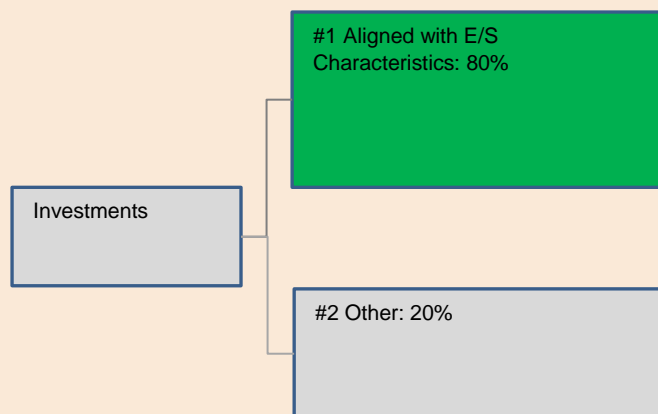 #1 Aligned with E/S
Characteristics: 80%
Investments
#2 Other: 20%